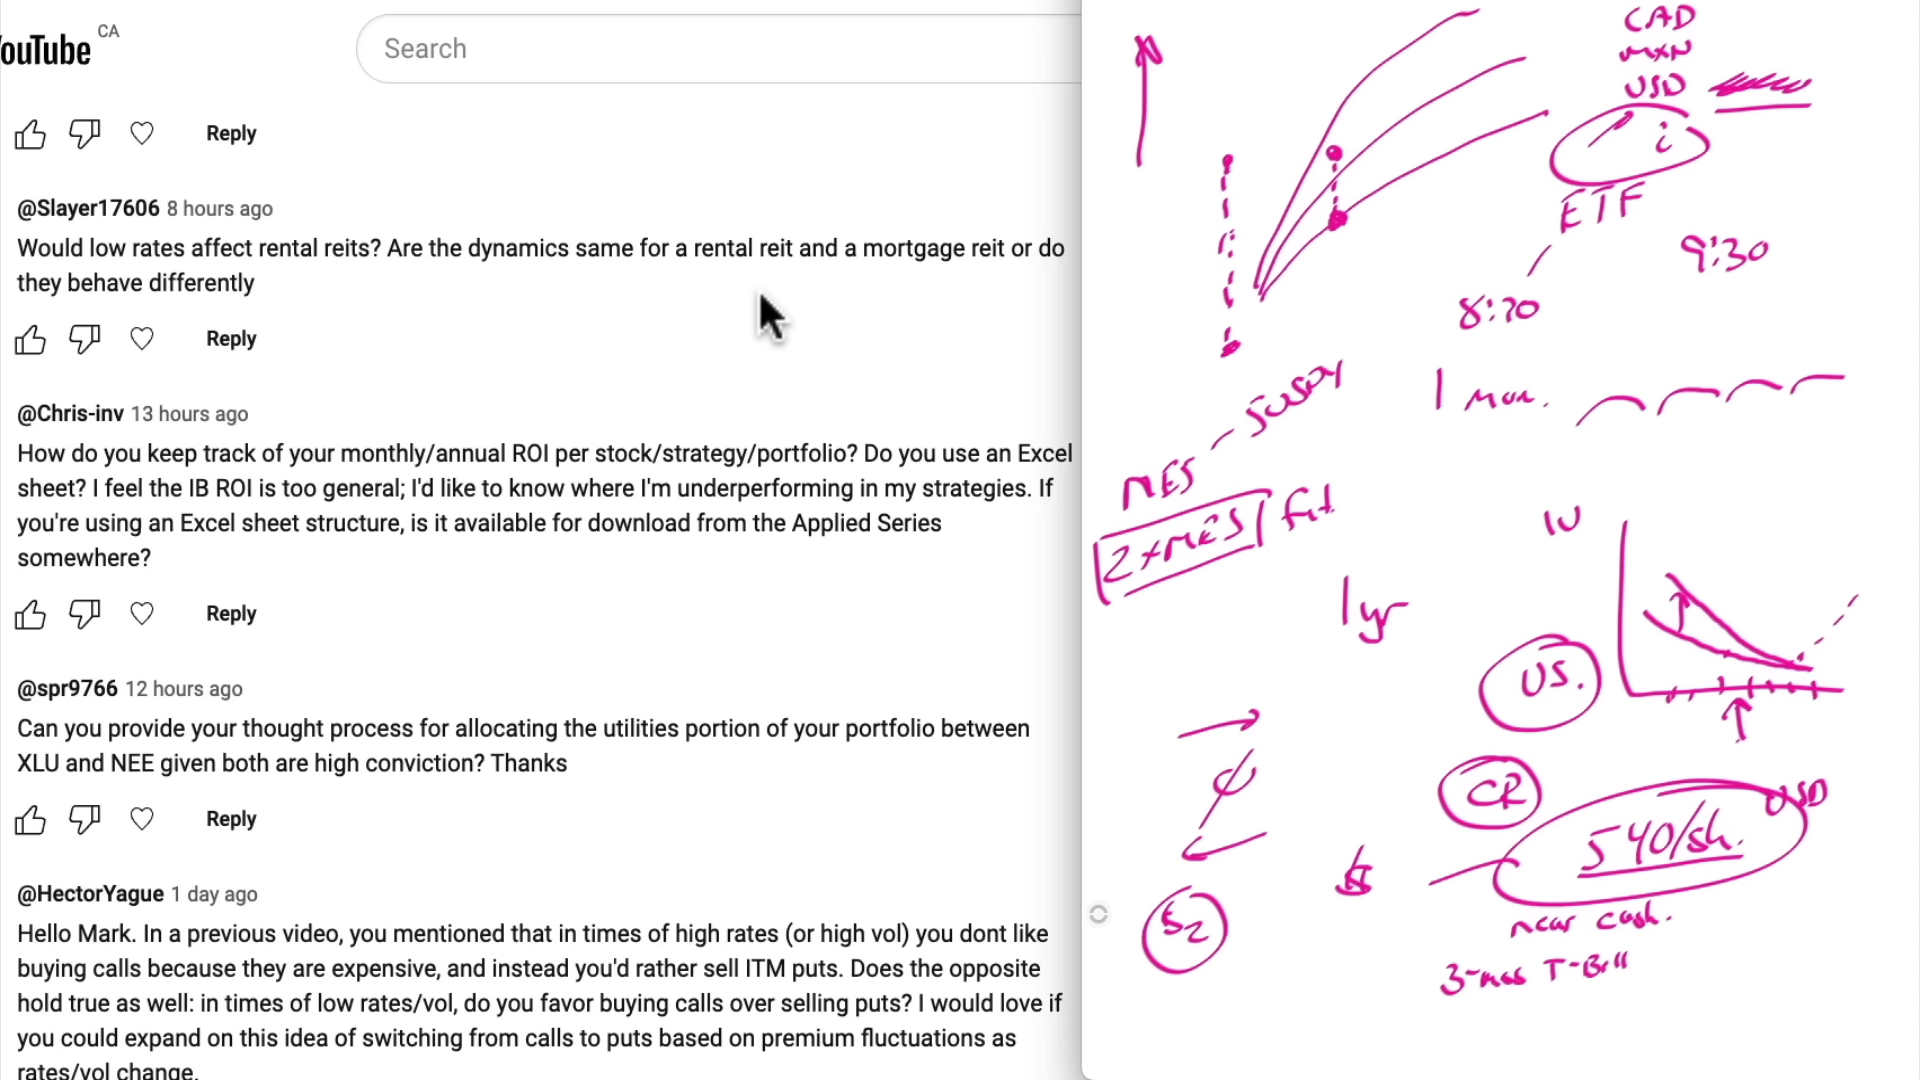 ouTube CA
Search
Reply
@Slayer17606 8 hours ago
Would low rates affect rental reits? Are the dynamics same for a rental reit and a mortgage reit or do
they behave differently
Reply
@Chris-inv 13 hours ago
How do you keep track of your monthly/annual ROI per stock/strategy/portfolio? Do you use an Excel
sheet? I feel the IB ROI is too general; I'd like to know where I'm underperforming in my strategies. If
you're using an Excel sheet structure, is it available for download from the Applied Series
somewhere?
Reply
@spr9766 12 hours ago
Can you provide your thought process for allocating the utilities portion of your portfolio between
XLU and NEE given both are high conviction? Thanks
Reply
@HectorYague 1 day ago
Hello Mark. In a previous video, you mentioned that in times of high rates (or high vol) you dont like
buying calls because they are expensive, and instead you'd rather sell ITM puts. Does the opposite
hold true as well: in times of low rates/vol, do you favor buying calls over selling puts? I would love if
you could expand on this idea of switching from calls to puts based on premium fluctuations as
rates/vol change.
CAD
MXN
USD
i
ETF
9:30
1 mon.
MES
2xMES fut
IV
1 yr
US.
CR
USD
540/sh.
$
near cash.
3-mos T-Bill